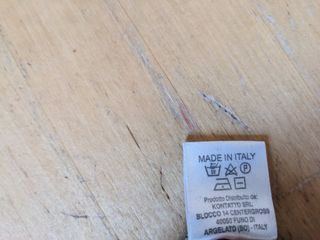 MADE IN ITALY
Prodotto Distribuito da:
KONTATTO SRL
BLOCCO 14 CENTERGROSS
40050 FUNO DI
ARGELATO (BO) - ITALY